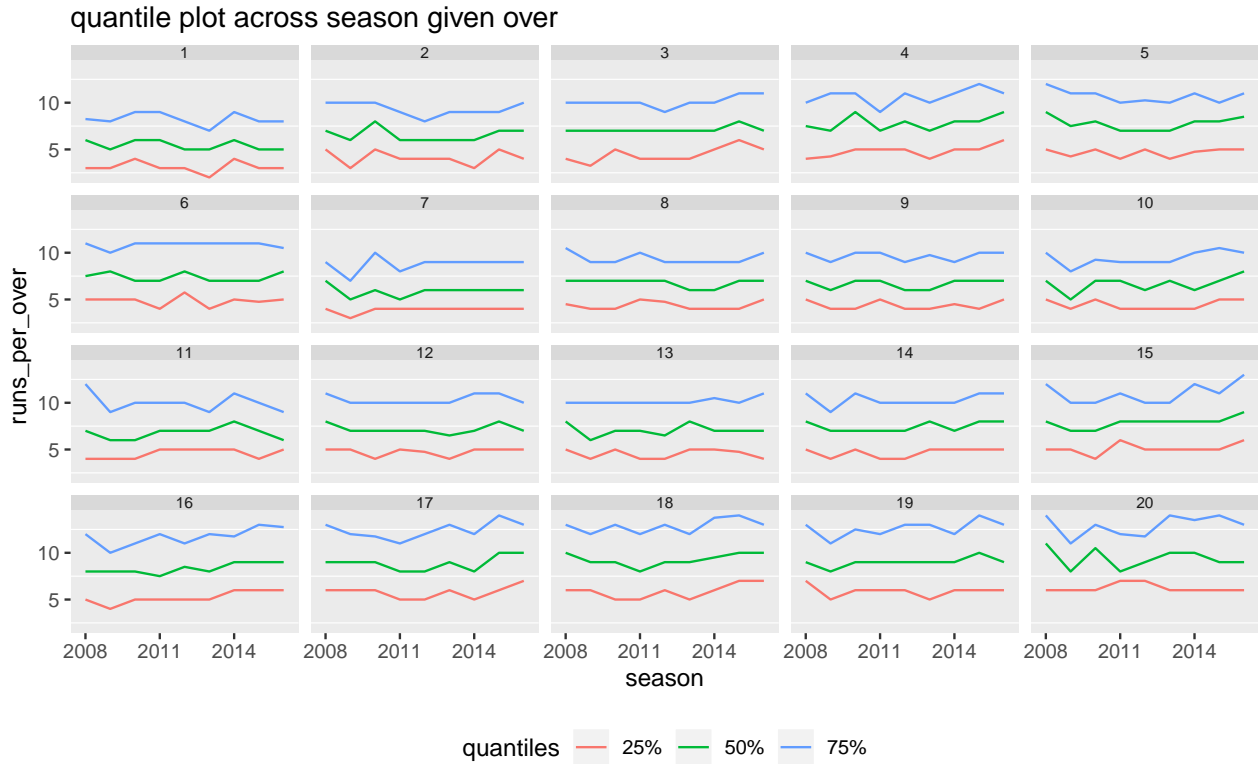 quantile plot across season given over
1 2 3 4 5
10
5
6 7 8 9 10
10
5
11 12 13 14 15
10
5
16 17 18 19 20
10
5
runs_per_over
2008 2011 2014 2008 2011 2014 2008 2011 2014 2008 2011 2014 2008 2011 2014
season
quantiles 25% 50% 75%